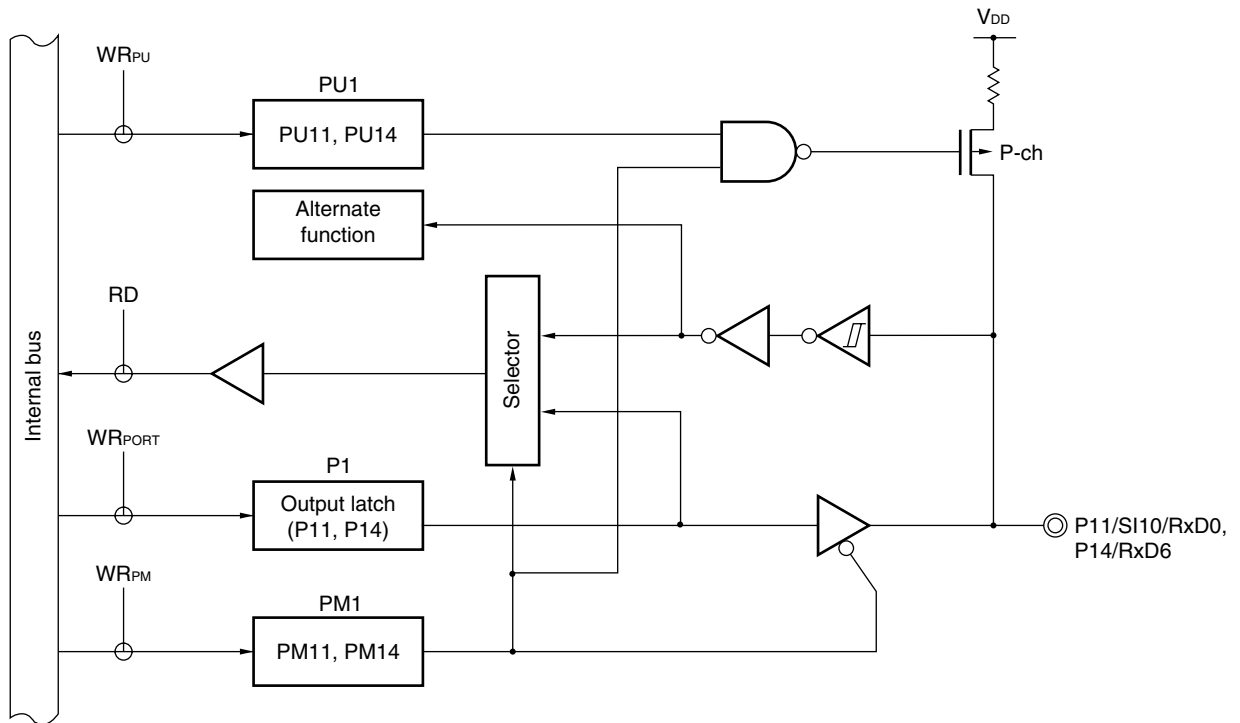 VDD
WRPU
PU1
PU11, PU14
P-ch
Alternate
function
RD
Selector
Internal bus
WRPORT
P1
Output latch
(P11, P14)
P11/SI10/RxD0,
P14/RxD6
WRPM
PM1
PM11, PM14